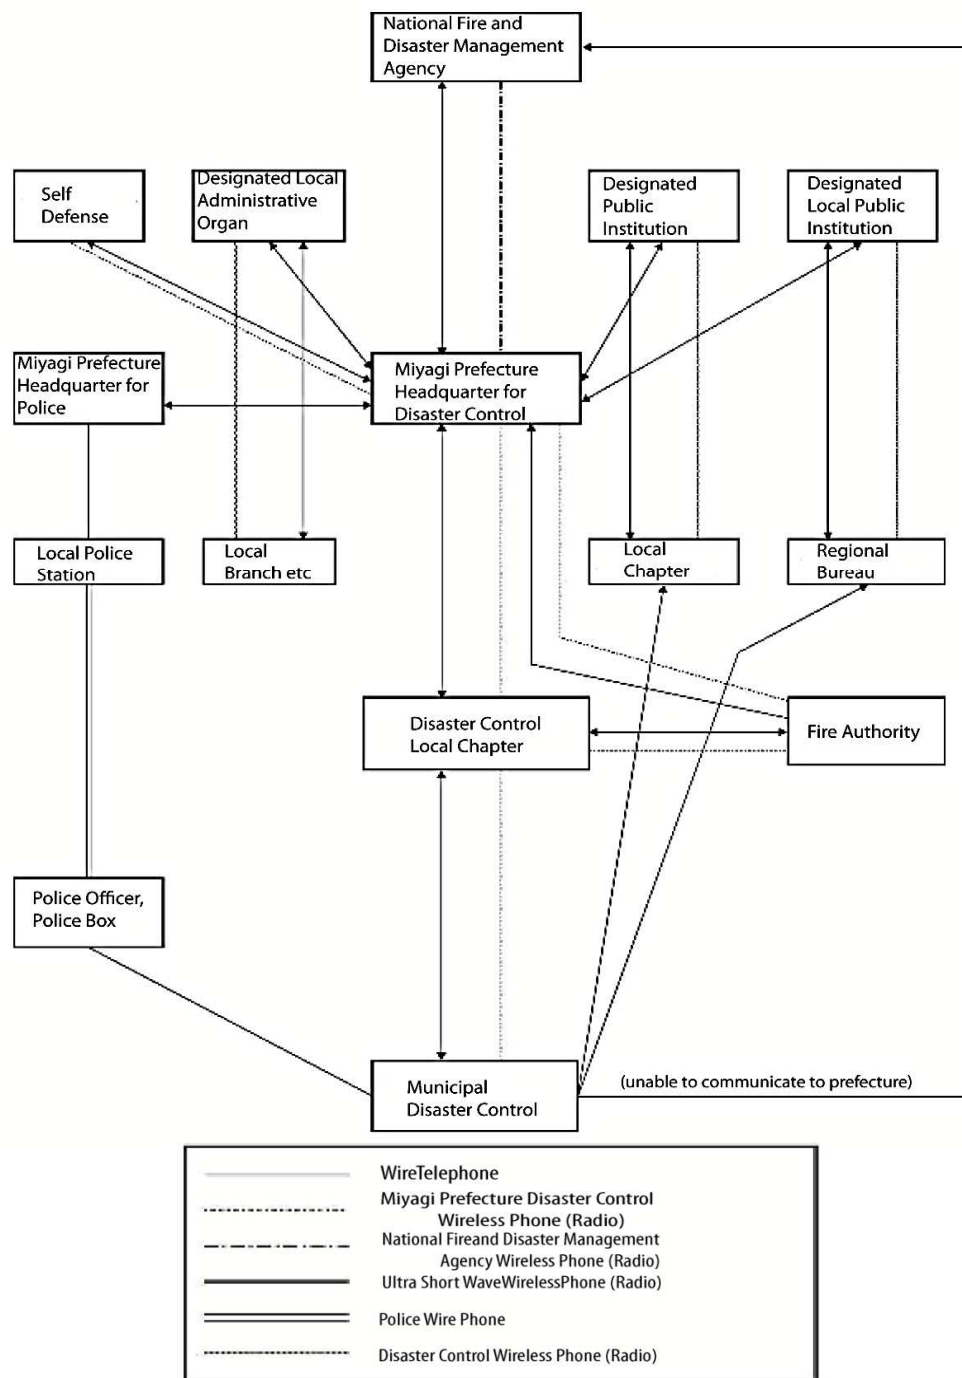 National Fire and
Disaster Management
Agency
Self
Defense
Designated Local
Administrative
Organ
Designated
Public
Institution
Designated
Local Public
Institution
Miyagi Prefecture
Headquarter for
Police
Miyagi Prefecture
Headquarter for
Disaster Control
Local Police
Station
Local
Branch etc
Local
Chapter
Regional
Bureau
Disaster Control
Local Chapter
Fire Authority
Police Officer,
Police Box
Municipal
Disaster Control
(unable to communicate to prefecture)
WireTelephone
Miyagi Prefecture Disaster Control
Wireless Phone (Radio)
National Fireand Disaster Management
Agency Wireless Phone (Radio)
Ultra Short WaveWirelessPhone (Radio)
Police Wire Phone
Disaster Control Wireless Phone (Radio)